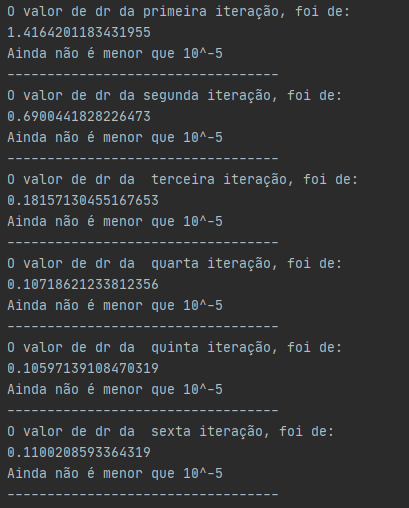 O valor de dr da primeira iteração, foi de:
1.4164201183431955
Ainda não é menor que 10^-5
----------------------------------
O valor de dr da segunda iteração, foi de:
0.6900441828226473
Ainda não é menor que 10^-5
----------------------------------
O valor de dr da  terceira iteração, foi de:
0.18157130455167653
Ainda não é menor que 10^-5
----------------------------------
O valor de dr da  quarta iteração, foi de:
0.10718621233812356
Ainda não é menor que 10^-5
----------------------------------
O valor de dr da  quinta iteração, foi de:
0.10597139108470319
Ainda não é menor que 10^-5
----------------------------------
O valor de dr da  sexta iteração, foi de:
0.1100208593364319
Ainda não é menor que 10^-5
----------------------------------